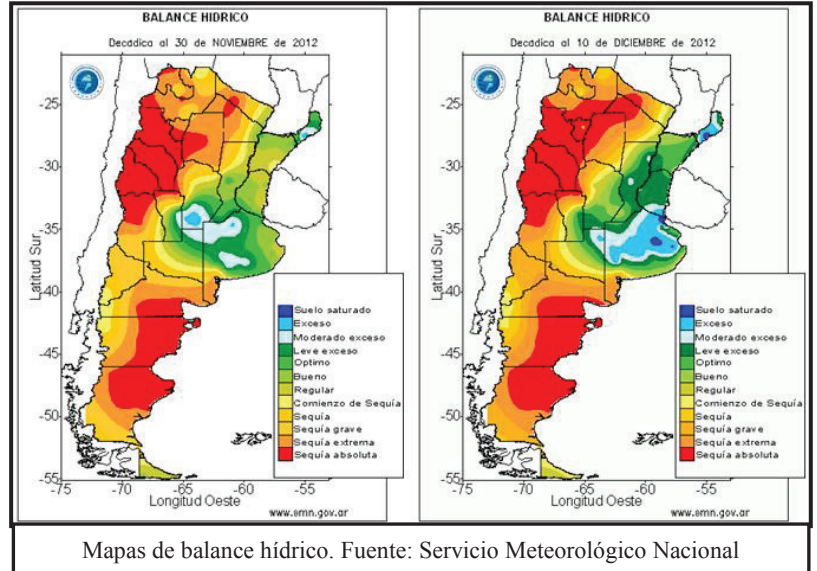 BALANCE HIDRICO
Decádica al 30 de NOVIEMBRE de 2012
-25
-30
-35
-40
-45
-50
-55
Latitud Sur
-75
-70
-65
-60
-55
Longitud Oeste
Suelo saturado
Exceso
Moderado exceso
Leve exceso
Optimo
Bueno
Regular
Comienzo de Sequía
Sequía
Sequía grave
Sequía extrema
Sequía absoluta
www.smn.gov.ar
BALANCE HIDRICO
Decádica al 10 de DICIEMBRE de 2012
-25
-30
-35
-40
-45
-50
-55
Latitud Sur
-75
-70
-65
-60
-55
Longitud Oeste
Suelo saturado
Exceso
Moderado exceso
Leve exceso
Optimo
Bueno
Regular
Comienzo de Sequía
Sequía
Sequía grave
Sequía extrema
Sequía absoluta
www.smn.gov.ar
Mapas de balance hídrico. Fuente: Servicio Meteorológico Nacional